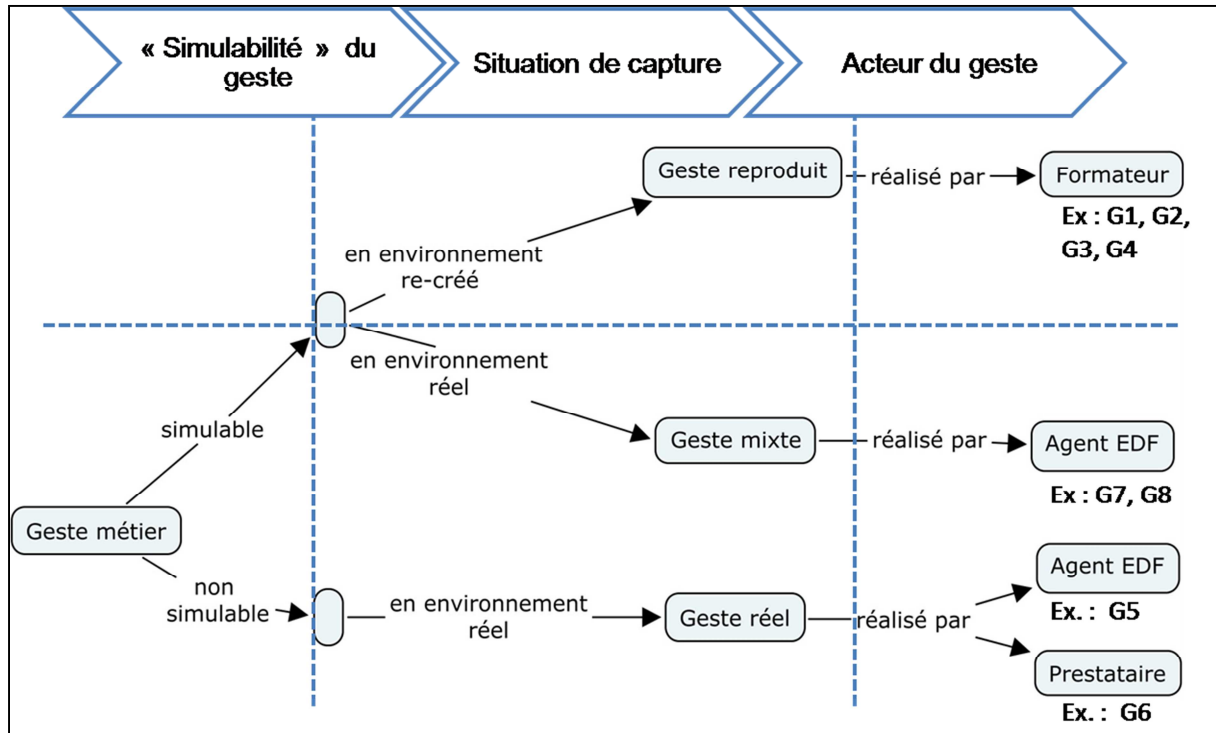 « Simulabilité » du
geste
Situation de capture
Acteur du geste
Geste reproduit
réalisé par
Formateur
Ex : G1, G2,
G3, G4
en environnement
re-créé
en environnement
réel
simulable
Geste mixte
réalisé par
Agent EDF
Ex : G7, G8
Geste métier
non
simulable
en environnement
réel
Geste réel
réalisé par
Agent EDF
Ex. : G5
Prestataire
Ex. : G6